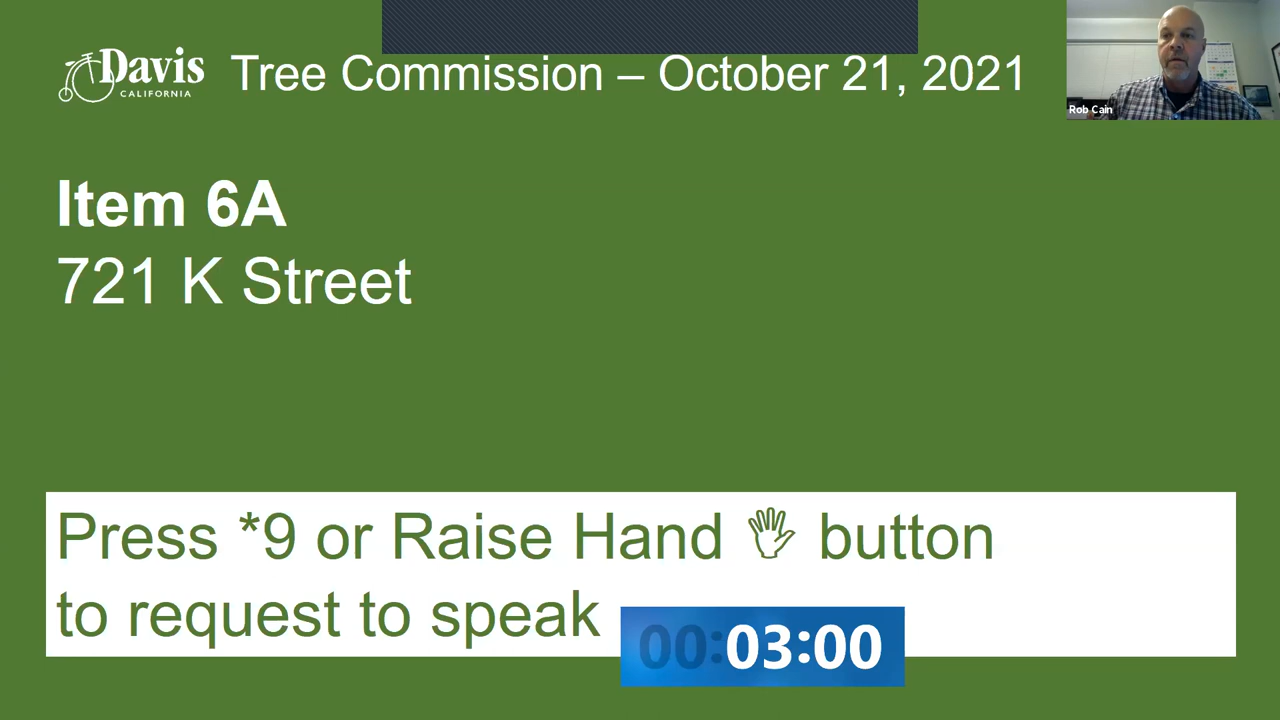 Davis
CALIFORNIA
Tree Commission – October 21, 2021
Rob Cain
Item 6A
721 K Street
Press *9 or Raise Hand button
to request to speak
00:03:00